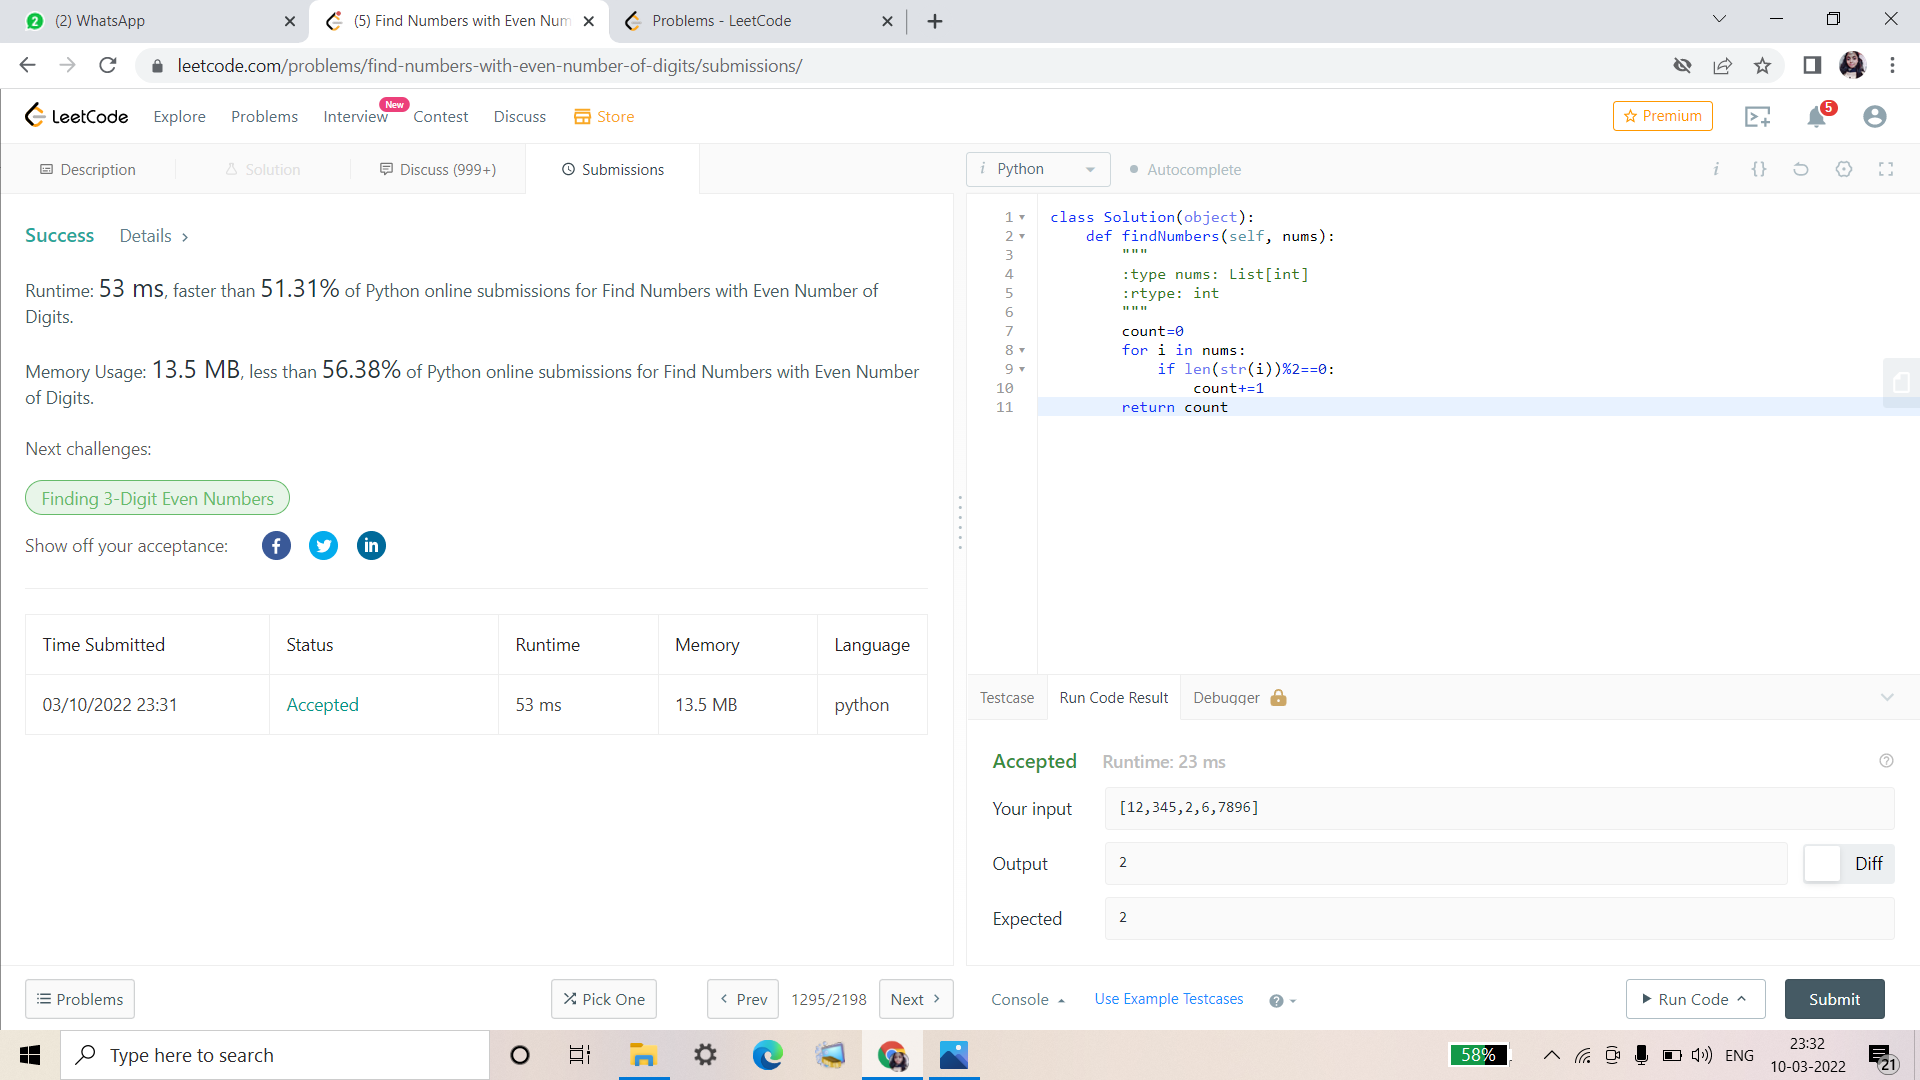 (2) WhatsApp
(5) Find Numbers with Even Num
Problems - LeetCode
leetcode.com/problems/find-numbers-with-even-number-of-digits/submissions/
LeetCode
Explore
Problems
Interview
New
Contest
Discuss
Store
Premium
5
Description
Solution
Discuss (999+)
Submissions
i Python
Autocomplete
Success
Details >
Runtime: 53 ms, faster than 51.31% of Python online submissions for Find Numbers with Even Number of
Digits.
Memory Usage: 13.5 MB, less than 56.38% of Python online submissions for Find Numbers with Even Number
of Digits.
Next challenges:
Finding 3-Digit Even Numbers
Show off your acceptance:
Time Submitted Status Runtime Memory Language
03/10/2022 23:31 Accepted 53 ms 13.5 MB python
1 class Solution(object):
2 def findNumbers(self, nums):
3 """
4 :type nums: List[int]
5 :rtype: int
6 """
7 count=0
8 for i in nums:
9 if len(str(i))%2==0:
10 count+=1
11 return count
Testcase
Run Code Result
Debugger
Accepted
Runtime: 23 ms
Your input
[12,345,2,6,7896]
Output
2
Diff
Expected
2
Problems
Pick One
< Prev
1295/2198
Next >
Console
Use Example Testcases
Run Code
Submit
Type here to search
58%
ENG
23:32
10-03-2022
21